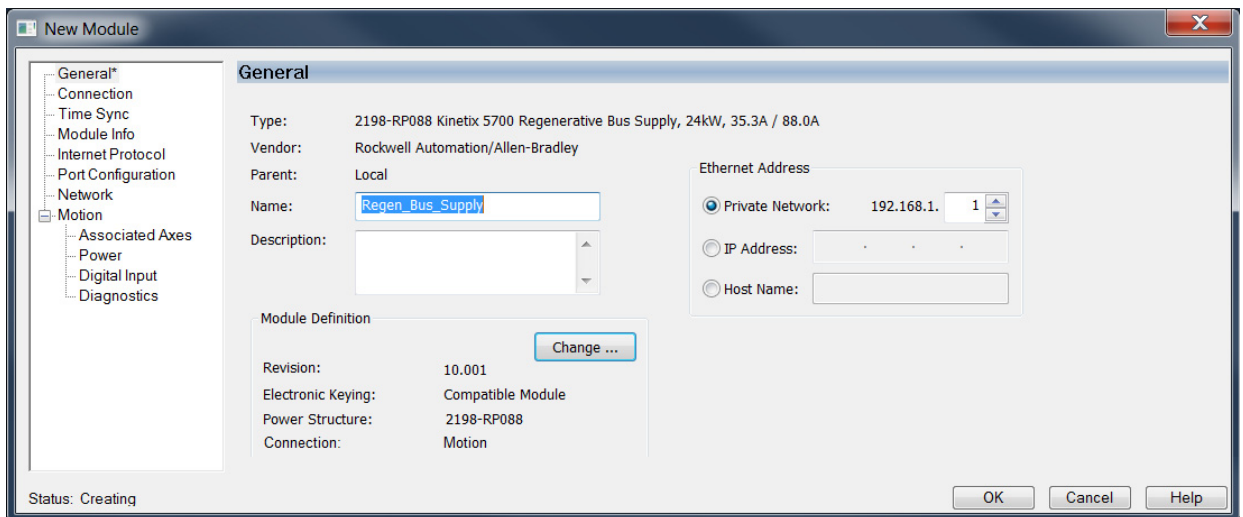 New Module
General*
Connection
Time Sync
Module Info
Internet Protocol
Port Configuration
Network
Motion
Associated Axes
Power
Digital Input
Diagnostics
General
Type: 2198-RP088 Kinetix 5700 Regenerative Bus Supply, 24kW, 35.3A / 88.0A
Vendor: Rockwell Automation/Allen-Bradley
Parent: Local
Name: Regen_Bus_Supply
Description:
Ethernet Address
Private Network: 192.168.1. 1
IP Address: . . .
Host Name:
Module Definition
Change ...
Revision: 10.001
Electronic Keying: Compatible Module
Power Structure: 2198-RP088
Connection: Motion
Status: Creating
OK Cancel Help